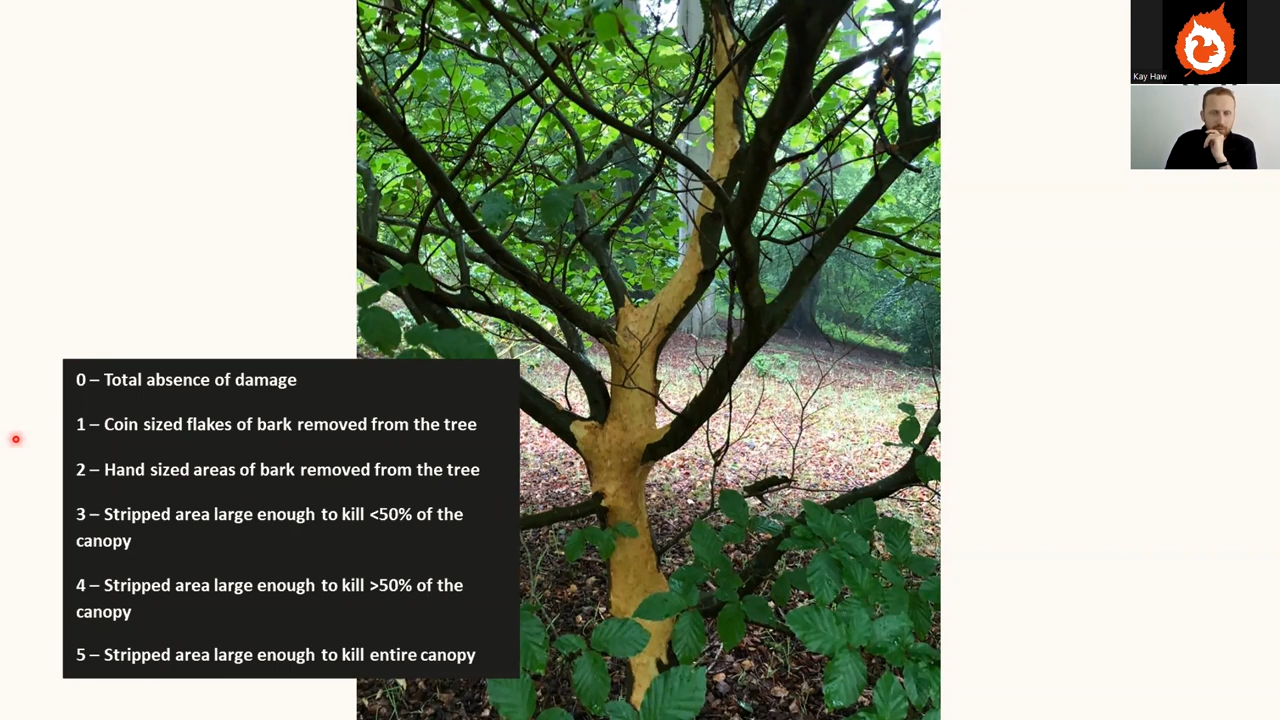 Kay Haw
0 – Total absence of damage
1 – Coin sized flakes of bark removed from the tree
2 – Hand sized areas of bark removed from the tree
3 – Stripped area large enough to kill <50% of the
canopy
4 – Stripped area large enough to kill >50% of the
canopy
5 – Stripped area large enough to kill entire canopy